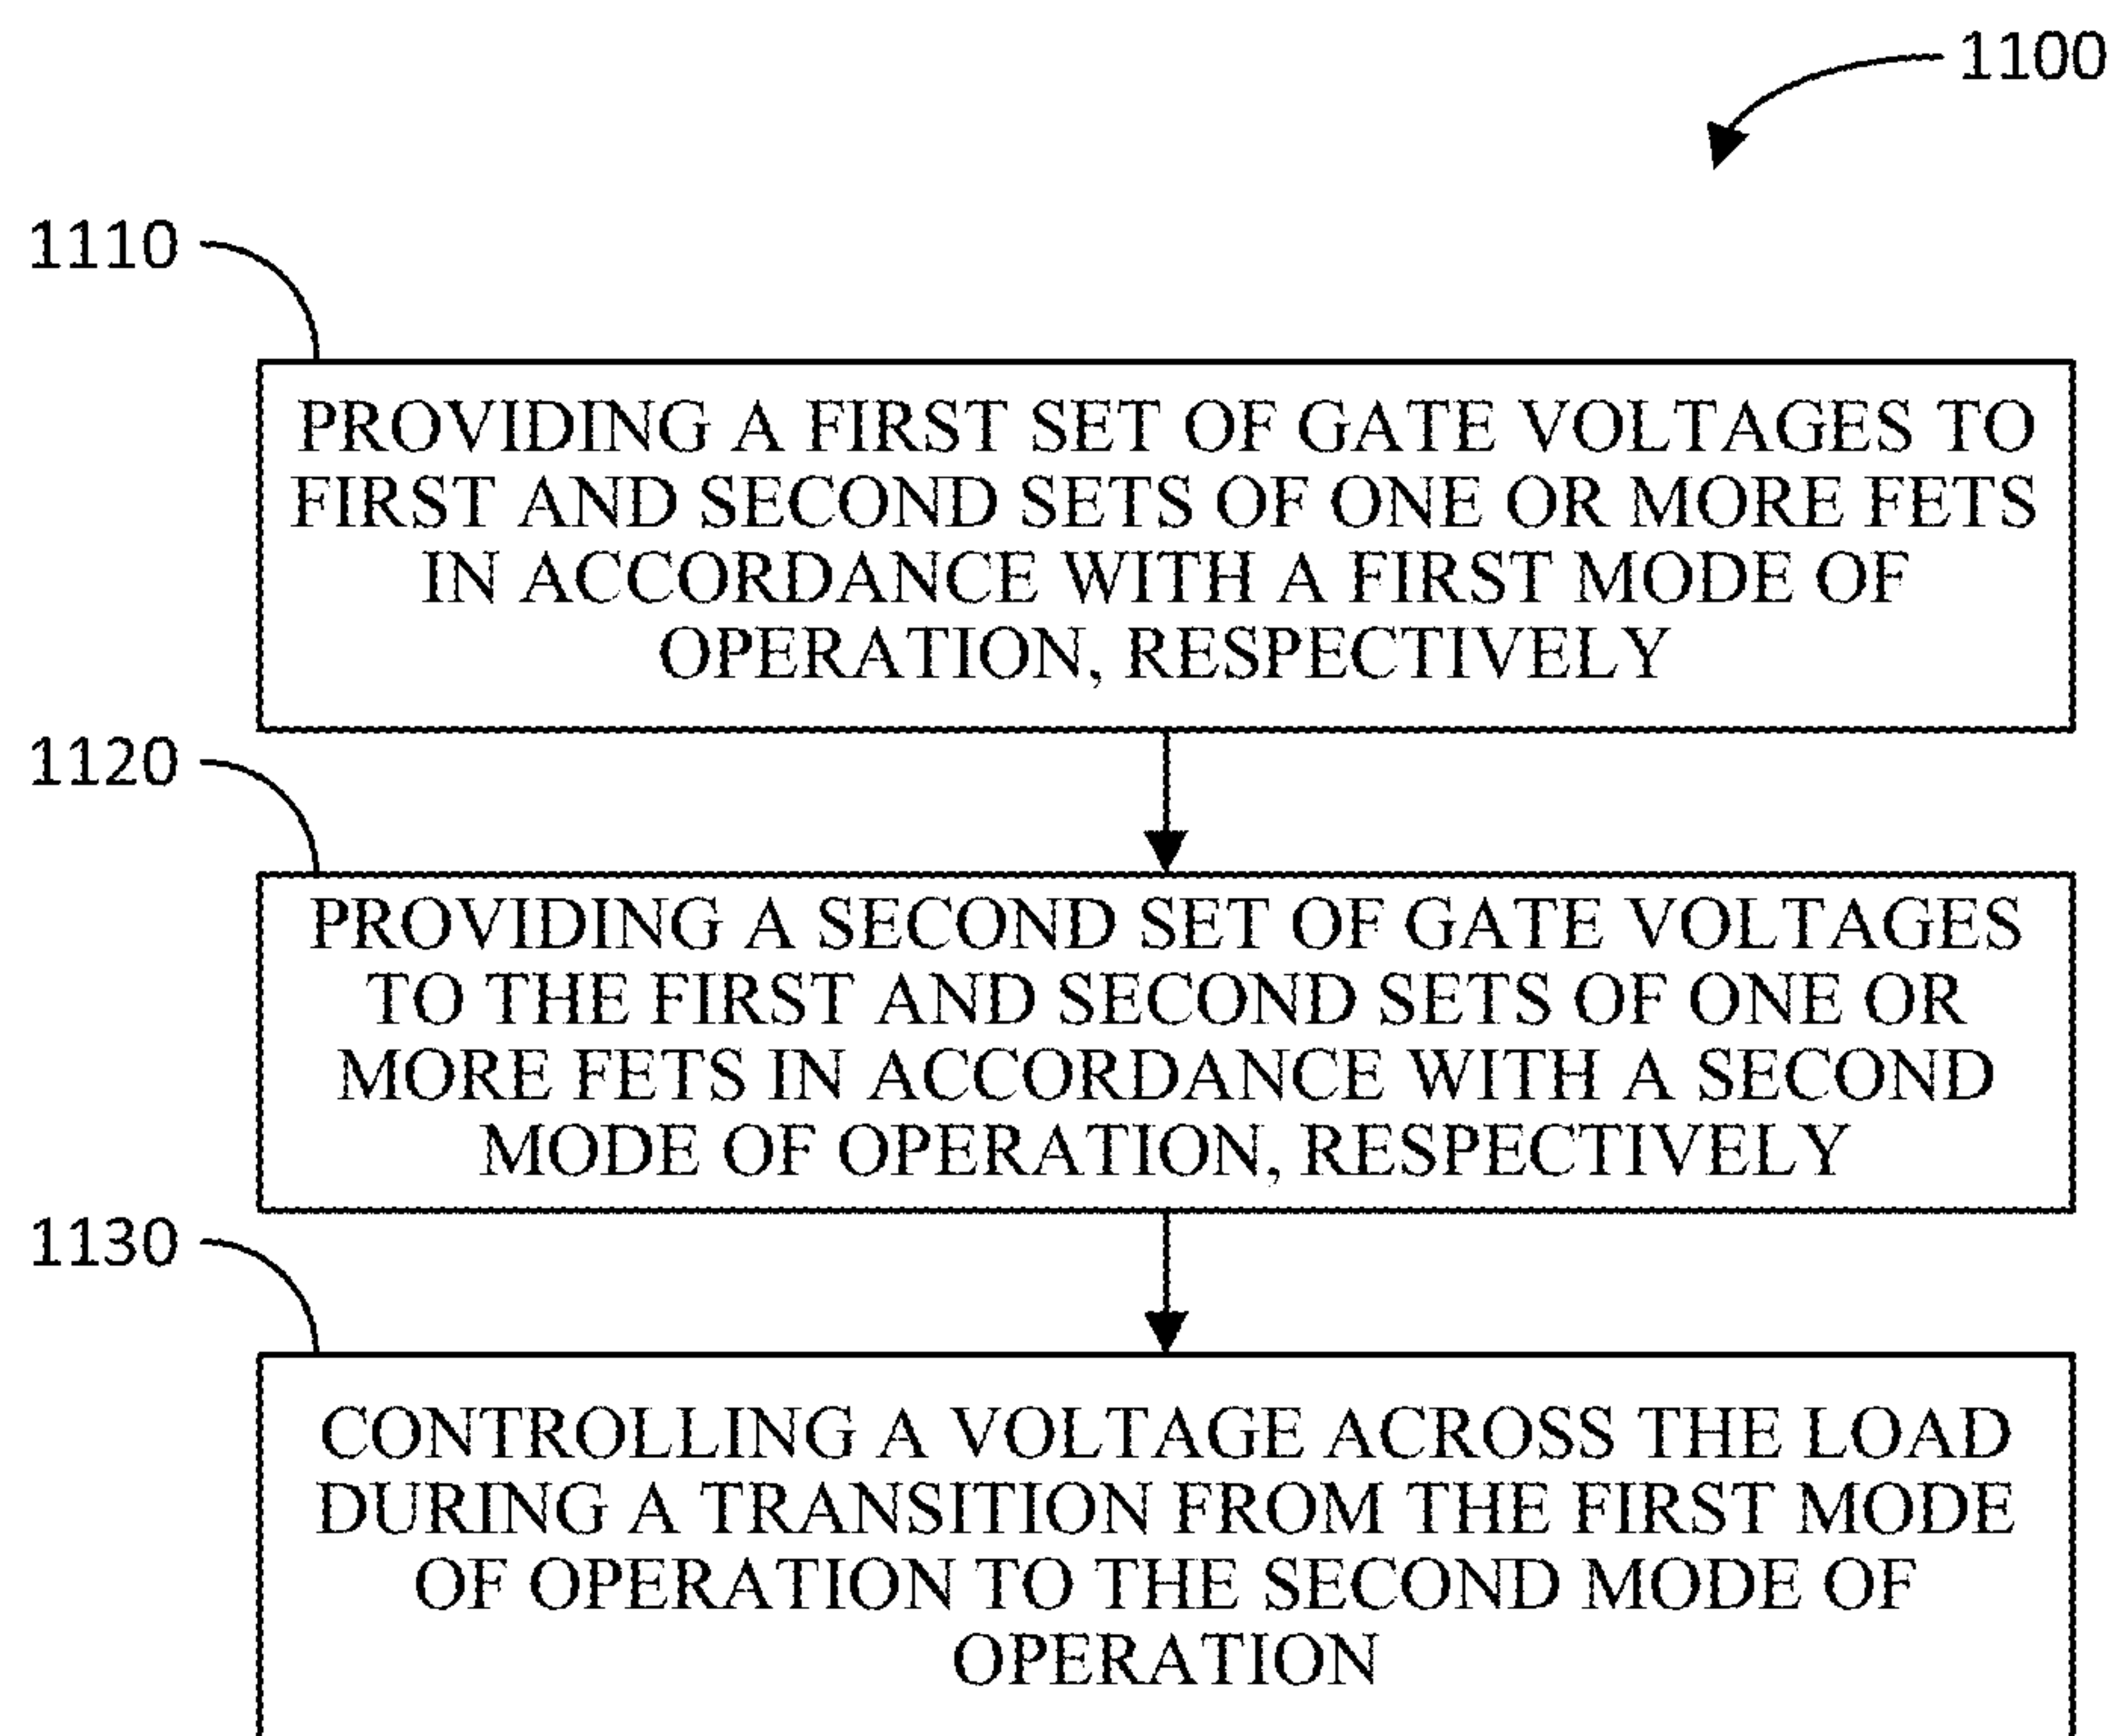 1100
1110
PROVIDING A FIRST SET OF GATE VOLTAGES TO
FIRST AND SECOND SETS OF ONE OR MORE FETS
IN ACCORDANCE WITH A FIRST MODE OF
OPERATION, RESPECTIVELY
1120
PROVIDING A SECOND SET OF GATE VOLTAGES
TO THE FIRST AND SECOND SETS OF ONE OR
MORE FETS IN ACCORDANCE WITH A SECOND
MODE OF OPERATION, RESPECTIVELY
1130
CONTROLLING A VOLTAGE ACROSS THE LOAD
DURING A TRANSITION FROM THE FIRST MODE
OF OPERATION TO THE SECOND MODE OF
OPERATION